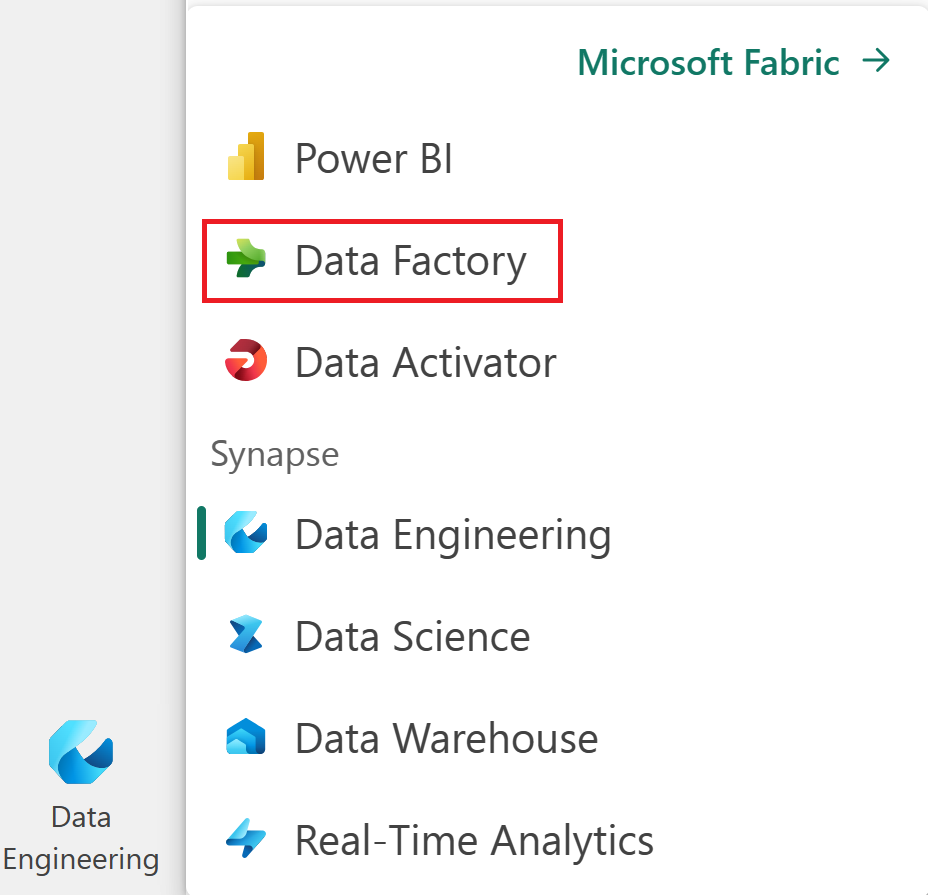 Microsoft Fabric
Power BI
Data Factory
Data Activator
Synapse
Data Engineering
Data Science
Data Warehouse
Real-Time Analytics
Data
Engineering